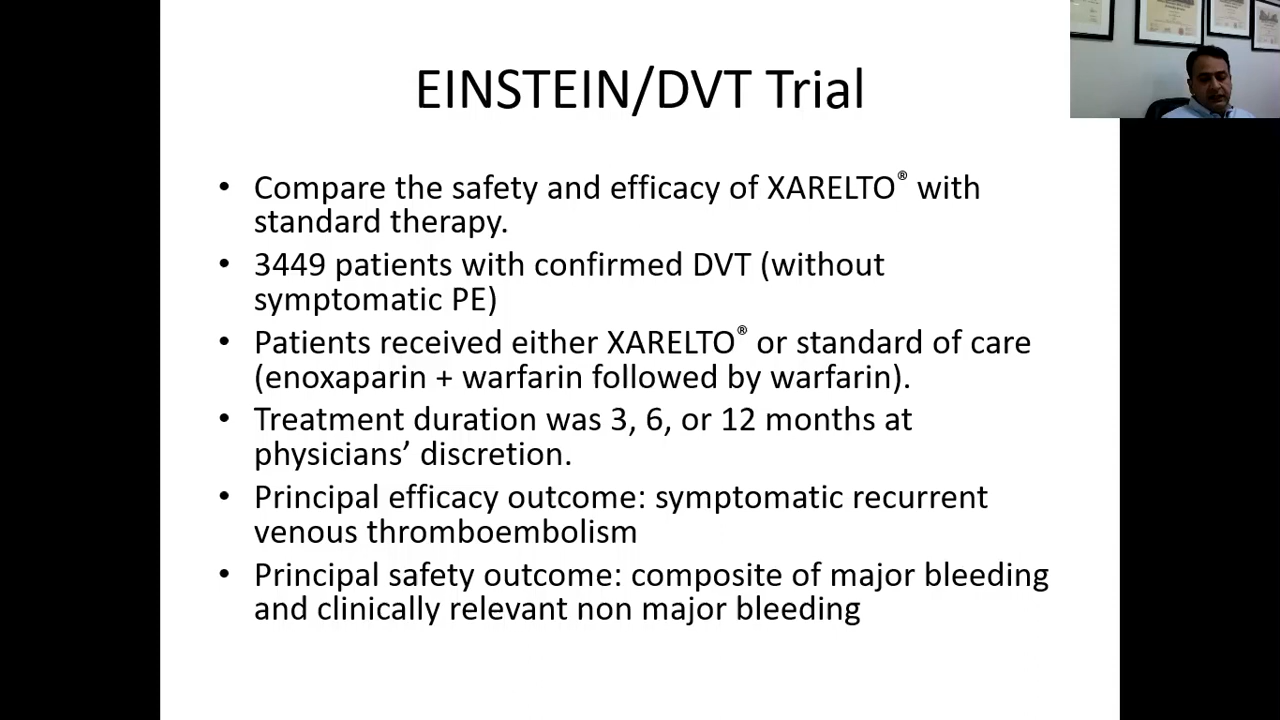 EINSTEIN/DVT Trial
• Compare the safety and efficacy of XARELTO® with
standard therapy.
• 3449 patients with confirmed DVT (without
symptomatic PE)
• Patients received either XARELTO® or standard of care
(enoxaparin + warfarin followed by warfarin).
• Treatment duration was 3, 6, or 12 months at
physicians’ discretion.
• Principal efficacy outcome: symptomatic recurrent
venous thromboembolism
• Principal safety outcome: composite of major bleeding
and clinically relevant non major bleeding